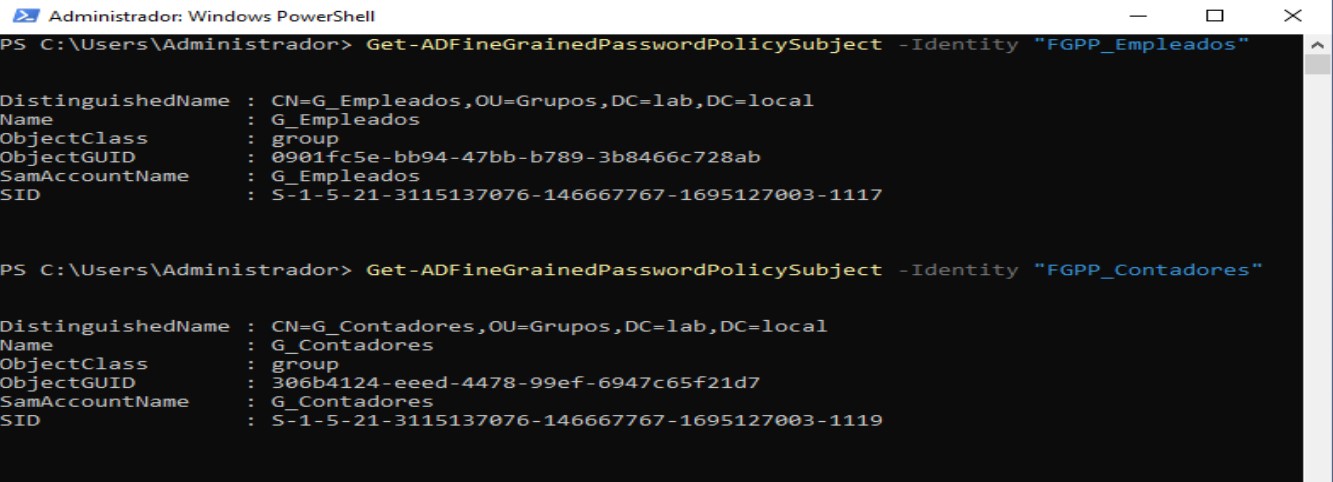 Administrador: Windows PowerShell
PS C:\Users\Administrador> Get-ADFineGrainedPasswordPolicySubject -Identity "FGPP_Empleados"
DistinguishedName : CN=G_Empleados,OU=Grupos,DC=lab,DC=local
Name              : G_Empleados
ObjectClass       : group
ObjectGUID        : 0901fc5e-bb94-47bb-b789-3b8466c728ab
SamAccountName    : G_Empleados
SID               : S-1-5-21-3115137076-146667767-1695127003-1117
PS C:\Users\Administrador> Get-ADFineGrainedPasswordPolicySubject -Identity "FGPP_Contadores"
DistinguishedName : CN=G_Contadores,OU=Grupos,DC=lab,DC=local
Name              : G_Contadores
ObjectClass       : group
ObjectGUID        : 306b4124-eeed-4478-99ef-6947c65f21d7
SamAccountName    : G_Contadores
SID               : S-1-5-21-3115137076-146667767-1695127003-1119